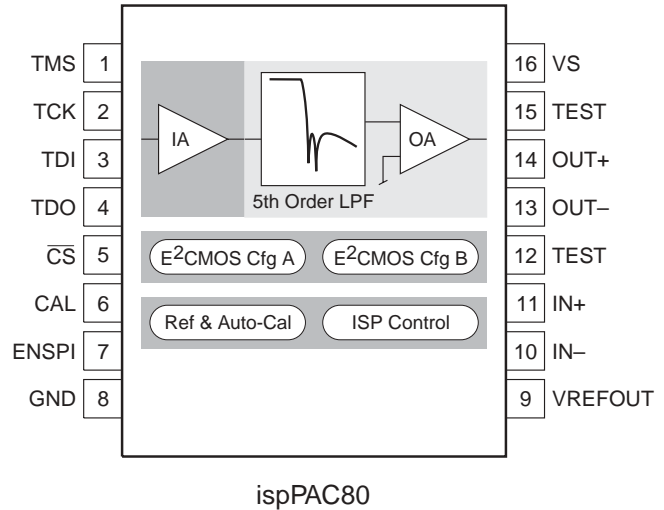 TMS 1
TCK 2
TDI 3
TDO 4
C̅S̅ 5
CAL 6
ENSPI 7
GND 8
16 VS
15 TEST
14 OUT+
13 OUT–
12 TEST
11 IN+
10 IN–
9 VREFOUT
IA
OA
5th Order LPF
E²CMOS Cfg A
E²CMOS Cfg B
Ref & Auto-Cal
ISP Control
ispPAC80